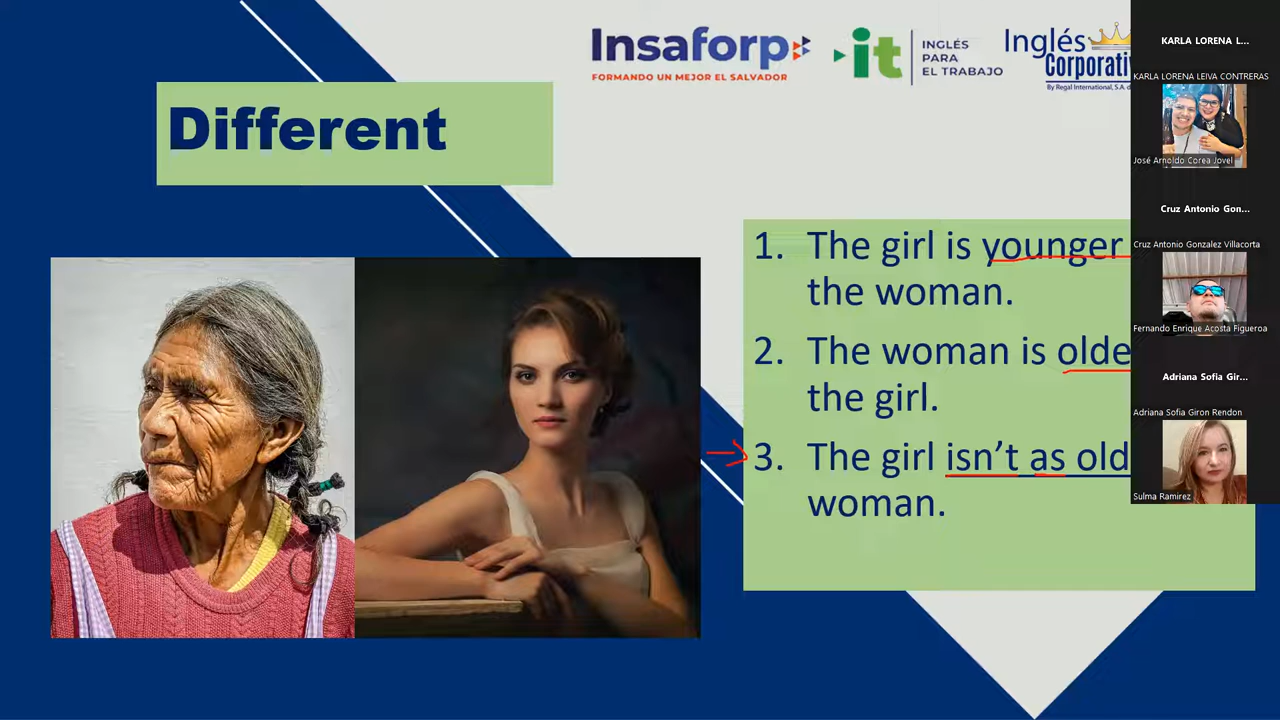 Insaforp
FORMANDO UN MEJOR EL SALVADOR
it
INGLÉS
PARA
EL TRABAJO
Inglés
Corporativ
By Regal International, S.A. d
Different
1. The girl is younger
the woman.
2. The woman is olde
the girl.
3. The girl isn't as old
woman.
KARLA LORENA L...
KARLA LORENA LEIVA CONTRERAS
José Arnoldo Corea Jovel
Cruz Antonio Gon...
Cruz Antonio Gonzalez Villacorta
Fernando Enrique Acosta Figueroa
Adriana Sofia Gir...
Adriana Sofia Giron Rendon
Sulma Ramirez